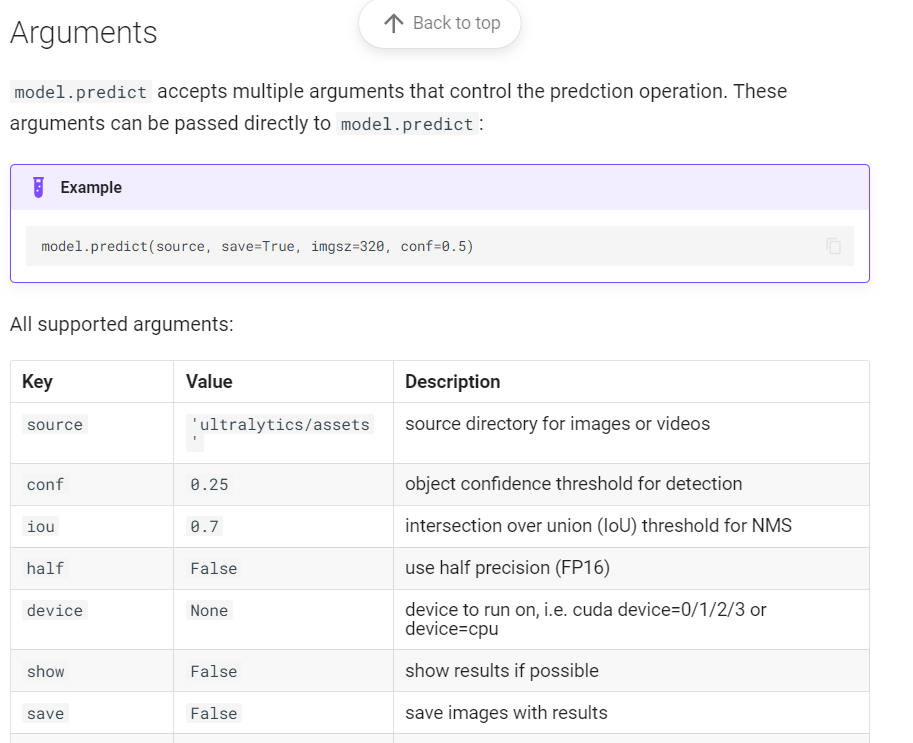 Back to top
Arguments
model.predict accepts multiple arguments that control the predction operation. These
arguments can be passed directly to model.predict :
Example
model.predict(source, save=True, imgsz=320, conf=0.5)
All supported arguments:
Key Value Description
source 'ultralytics/assets source directory for images or videos
'
conf 0.25 object confidence threshold for detection
iou 0.7 intersection over union (IoU) threshold for NMS
half False use half precision (FP16)
device None device to run on, i.e. cuda device=0/1/2/3 or
device=cpu
show False show results if possible
save False save images with results